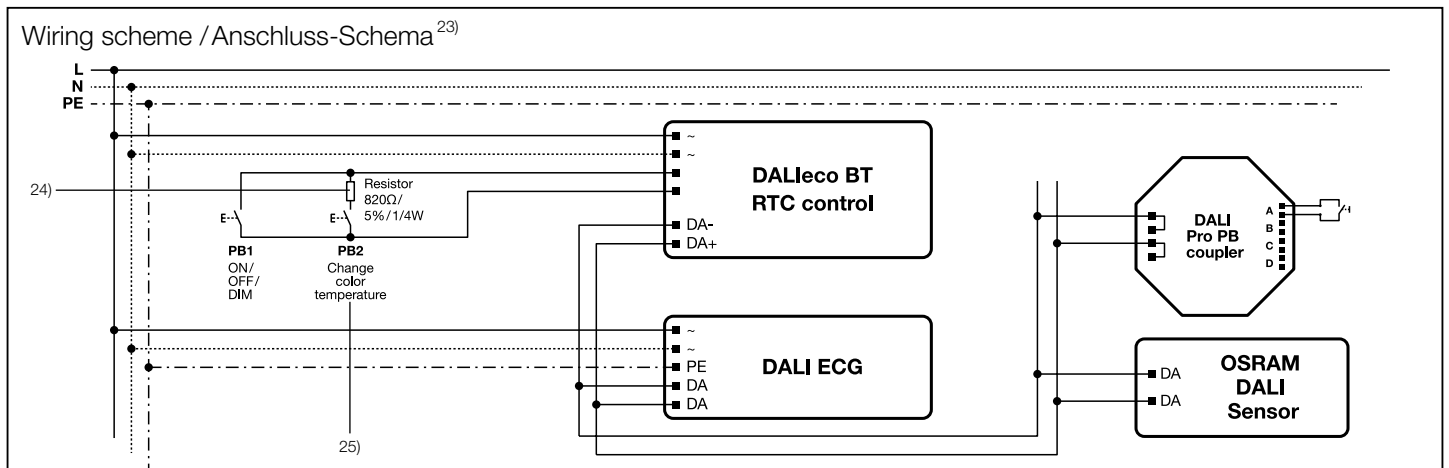 Wiring scheme / Anschluss-Schema 23)
L
N
PE
~
~
DALIeco BT
RTC control
DA-
DA+
24)
Resistor
820Ω/
5%/1/4W
PB1
ON/
OFF/
DIM
PB2
Change
color
temperature
DALI
Pro PB
coupler
A
B
C
D
~
~
PE
DA
DA
DALI ECG
DA
DA
OSRAM
DALI
Sensor
25)